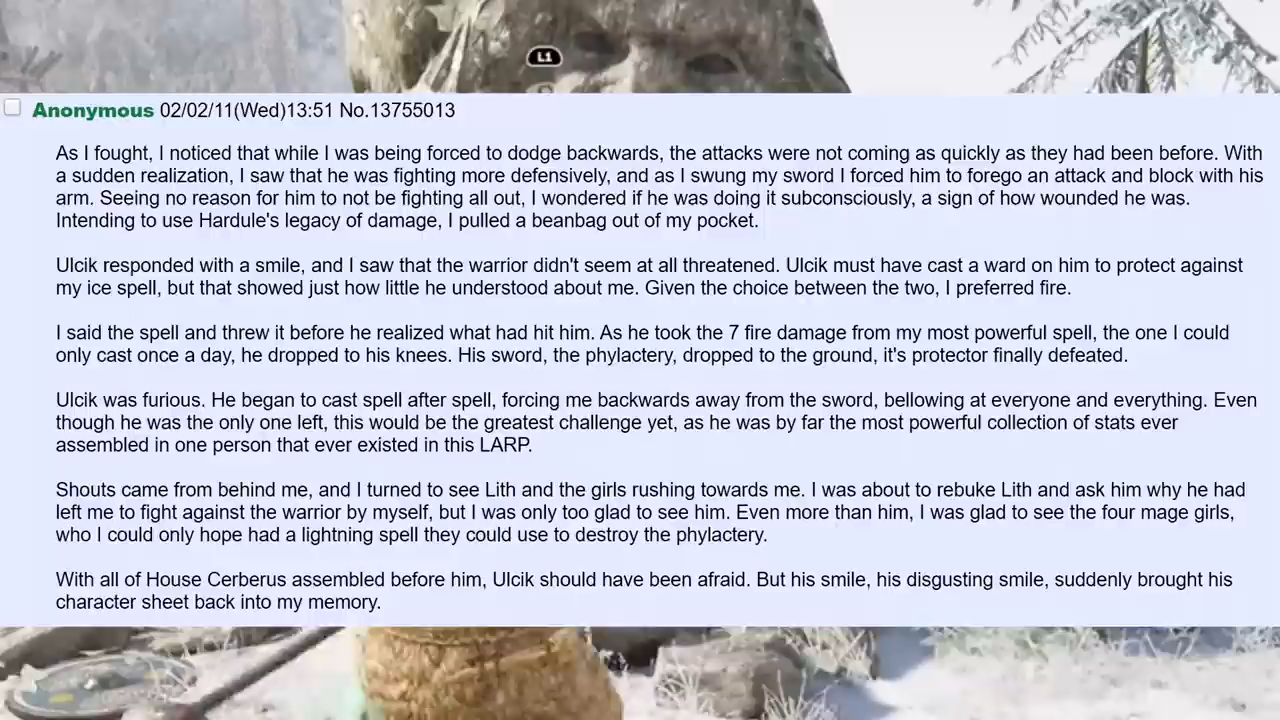 L1
Anonymous 02/02/11(Wed)13:51 No.13755013
As I fought, I noticed that while I was being forced to dodge backwards, the attacks were not coming as quickly as they had been before. With
a sudden realization, I saw that he was fighting more defensively, and as I swung my sword I forced him to forego an attack and block with his
arm. Seeing no reason for him to not be fighting all out, I wondered if he was doing it subconsciously, a sign of how wounded he was.
Intending to use Hardule's legacy of damage, I pulled a beanbag out of my pocket.
Ulcik responded with a smile, and I saw that the warrior didn't seem at all threatened. Ulcik must have cast a ward on him to protect against
my ice spell, but that showed just how little he understood about me. Given the choice between the two, I preferred fire.
I said the spell and threw it before he realized what had hit him. As he took the 7 fire damage from my most powerful spell, the one I could
only cast once a day, he dropped to his knees. His sword, the phylactery, dropped to the ground, it's protector finally defeated.
Ulcik was furious. He began to cast spell after spell, forcing me backwards away from the sword, bellowing at everyone and everything. Even
though he was the only one left, this would be the greatest challenge yet, as he was by far the most powerful collection of stats ever
assembled in one person that ever existed in this LARP.
Shouts came from behind me, and I turned to see Lith and the girls rushing towards me. I was about to rebuke Lith and ask him why he had
left me to fight against the warrior by myself, but I was only too glad to see him. Even more than him, I was glad to see the four mage girls,
who I could only hope had a lightning spell they could use to destroy the phylactery.
With all of House Cerberus assembled before him, Ulcik should have been afraid. But his smile, his disgusting smile, suddenly brought his
character sheet back into my memory.